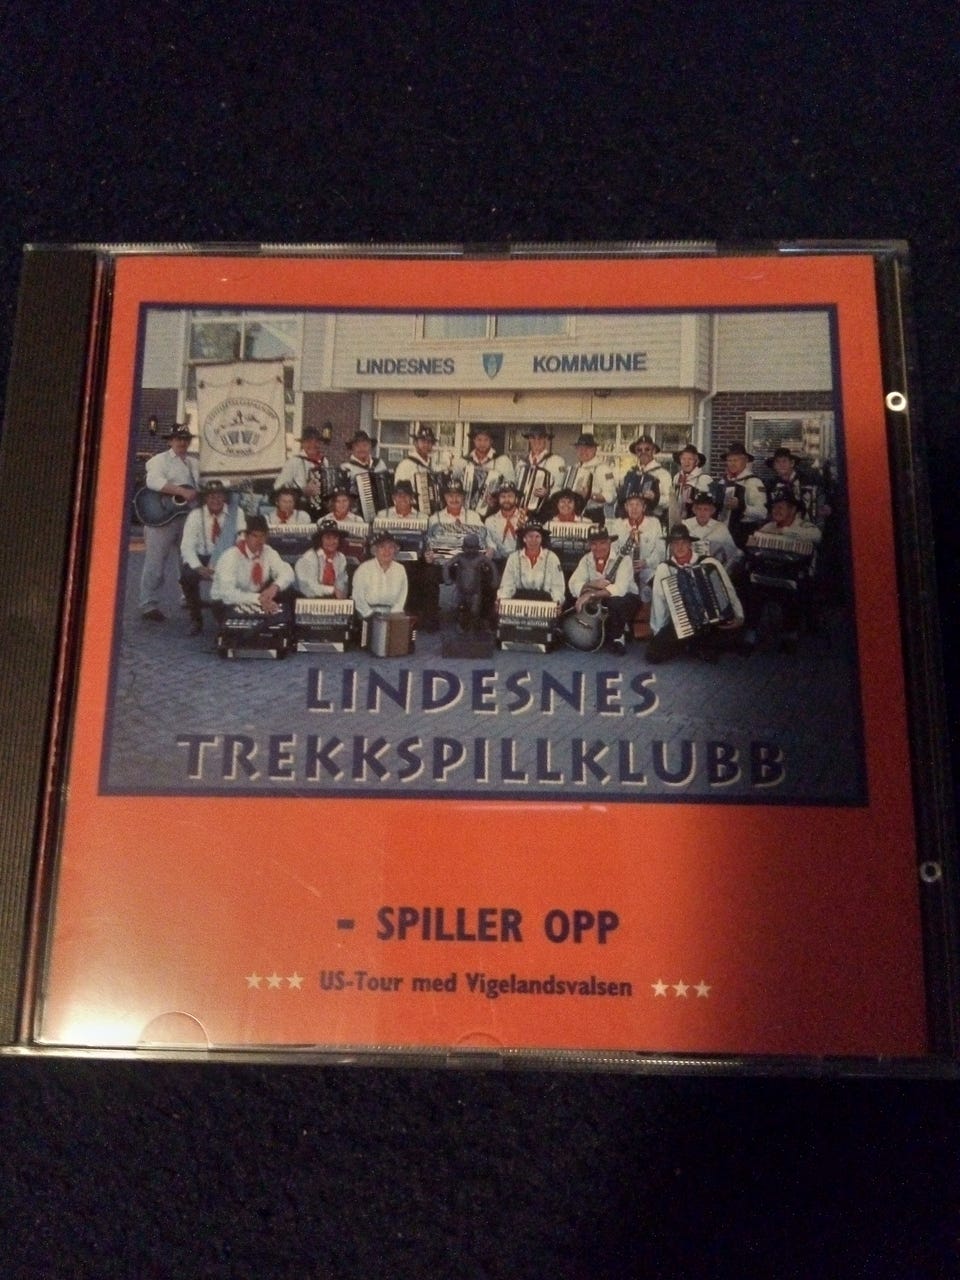 LINDESNES KOMMUNE
LINDESNES
TREKKSPILLKLUBB
- SPILLER OPP
*** US-Tour med Vigelandsvalsen ***